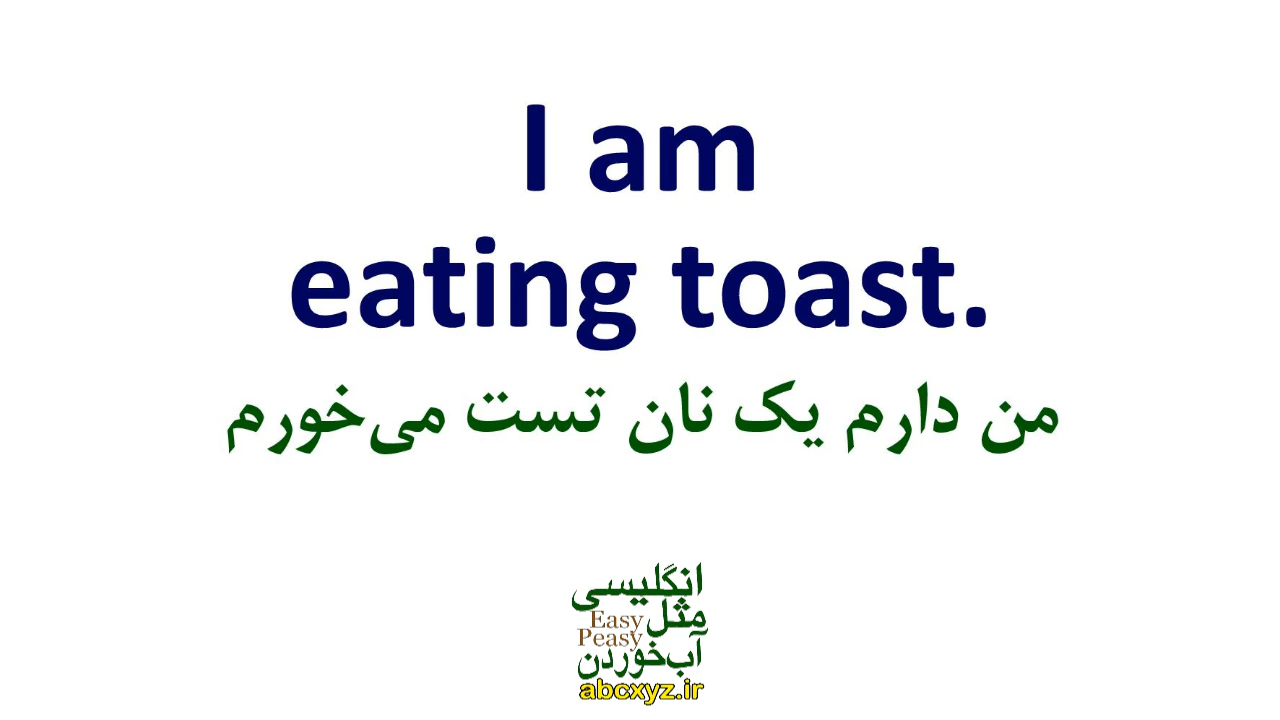 I am
eating toast.
من دارم یک نان تست می‌خورم
انگلیسی
مثل
Easy
Peasy
آب‌خوردن
abcxyz.ir